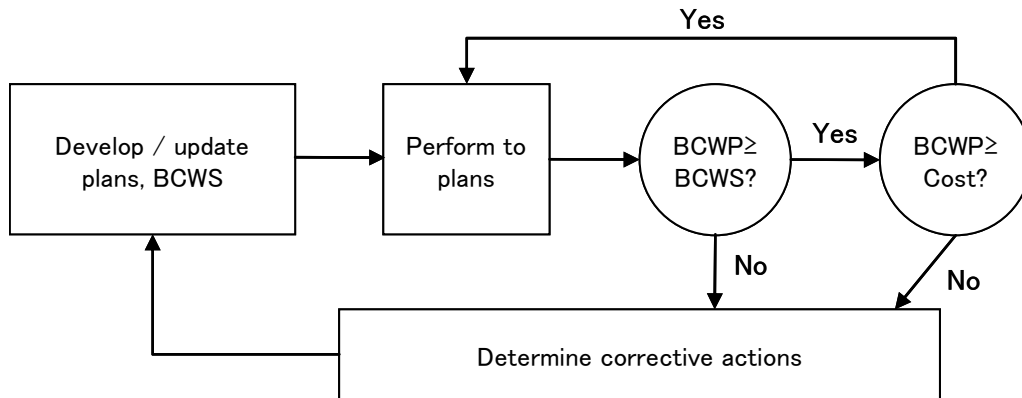 Yes
Develop / update
plans, BCWS
Perform to
plans
BCWP≥
BCWS?
Yes
BCWP≥
Cost?
No
No
Determine corrective actions